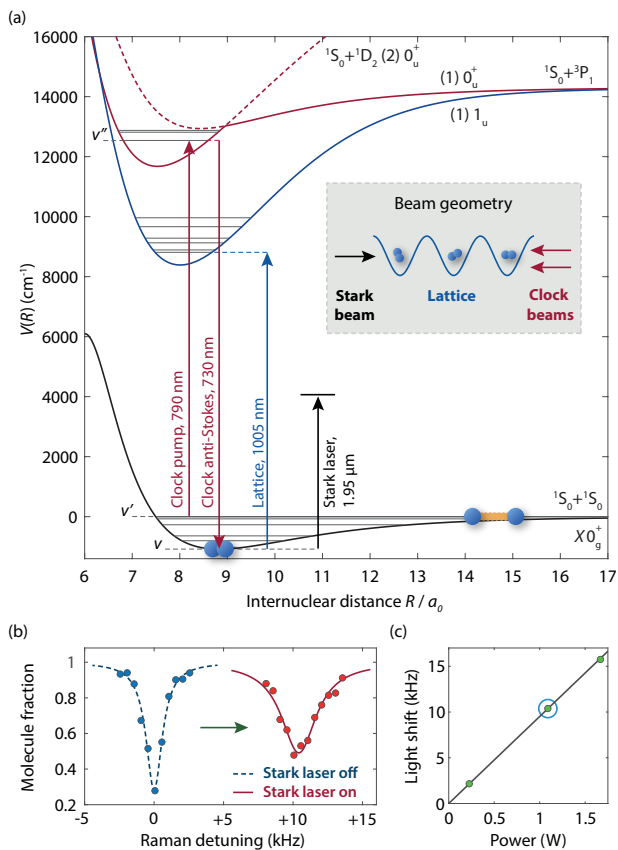 (a)
16000
14000
12000
10000
8000
6000
4000
2000
0
V(R) (cm⁻¹)
¹S₀+¹D₂ (2) 0ᵤ⁺
(1) 0ᵤ⁺
¹S₀+³P₁
(1) 1ᵤ
v″
Beam geometry
Stark
beam
Lattice
Clock
beams
Clock pump, 790 nm
Clock anti-Stokes, 730 nm
Lattice, 1005 nm
Stark laser,
1.95 μm
v′
v
¹S₀+¹S₀
X0g⁺
6 7 8 9 10 11 12 13 14 15 16 17
Internuclear distance R / a₀
(b)
Molecule fraction
1
0.8
0.6
0.4
0.2
Stark laser off
Stark laser on
-5 0 +5 +10 +15
Raman detuning (kHz)
(c)
Light shift (kHz)
15
10
5
0
0 0.5 1 1.5
Power (W)